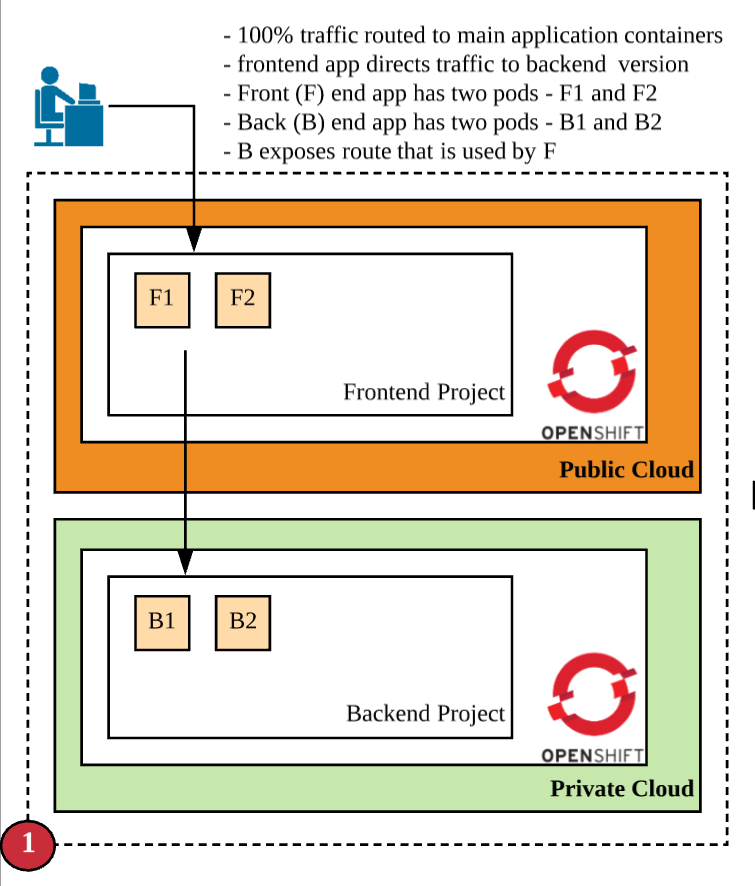 - 100% traffic routed to main application containers
- frontend app directs traffic to backend  version
- Front (F) end app has two pods - F1 and F2
- Back (B) end app has two pods - B1 and B2
- B exposes route that is used by F
F1
F2
Frontend Project
OPENSHIFT
Public Cloud
B1
B2
Backend Project
OPENSHIFT
Private Cloud
1